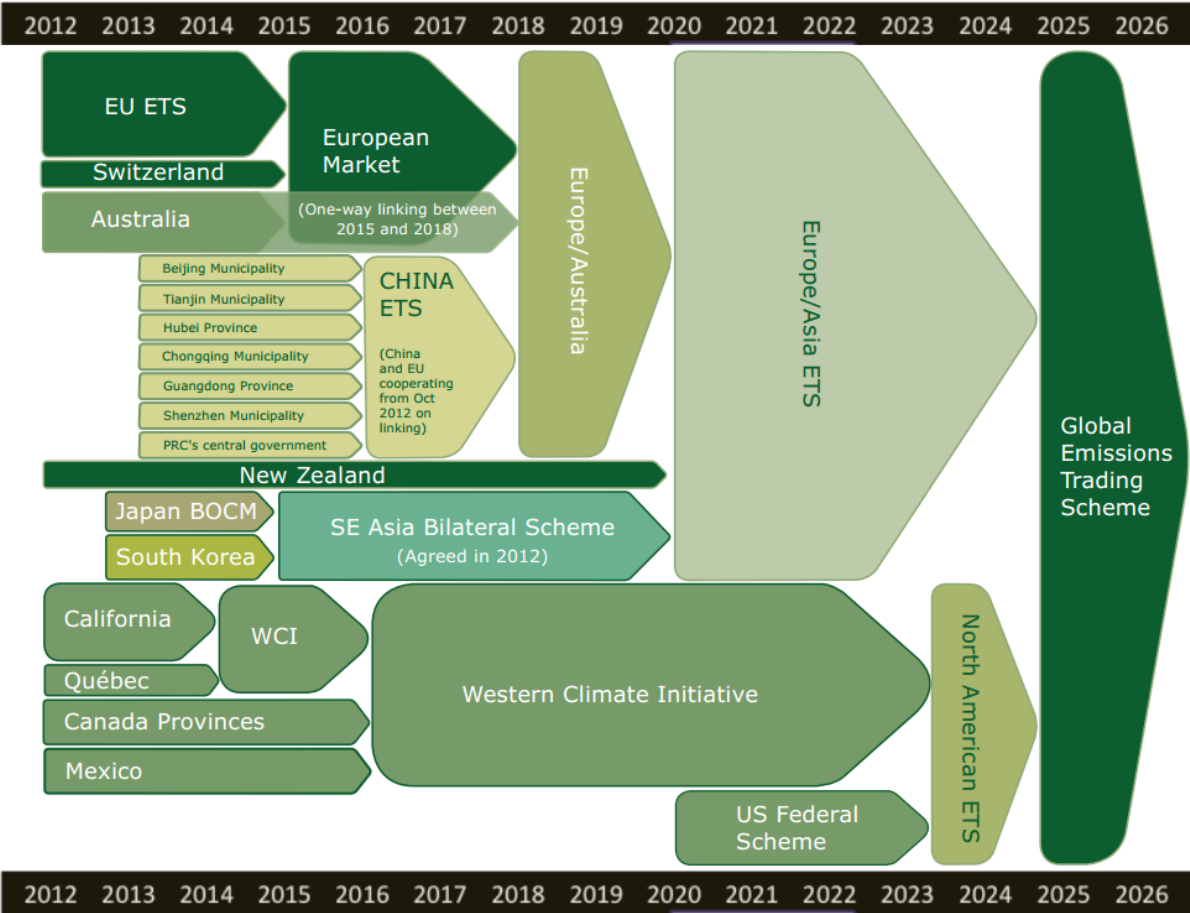 2012 2013 2014 2015 2016 2017 2018 2019 2020 2021 2022 2023 2024 2025 2026
EU ETS
European
Market
Switzerland
Australia
(One-way linking between
2015 and 2018)
Beijing Municipality
Tianjin Municipality
Hubei Province
Chongqing Municipality
Guangdong Province
Shenzhen Municipality
PRC's central government
CHINA
ETS
(China
and EU
cooperating
from Oct
2012 on
linking)
Europe/Australia
Europe/Asia ETS
New Zealand
Japan BOCM
South Korea
SE Asia Bilateral Scheme
(Agreed in 2012)
California
Québec
WCI
Canada Provinces
Mexico
Western Climate Initiative
US Federal
Scheme
North American ETS
Global
Emissions
Trading
Scheme
2012 2013 2014 2015 2016 2017 2018 2019 2020 2021 2022 2023 2024 2025 2026